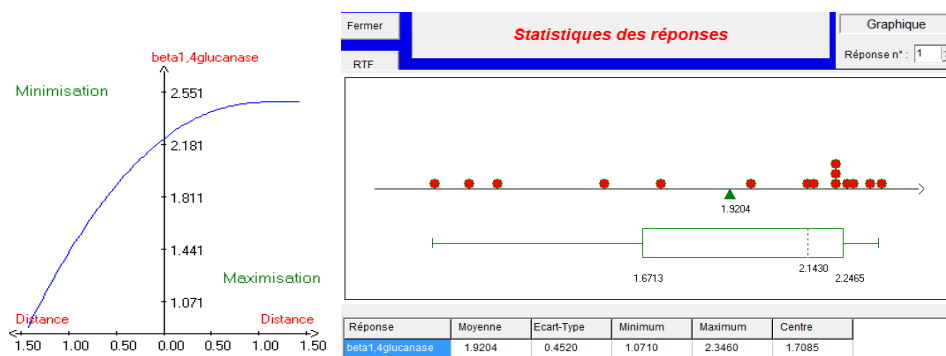 beta1,4glucanase
Minimisation
2.551
2.181
1.811
1.441
1.071
Maximisation
Distance
Distance
1.50 1.00 0.50 0.00 0.50 1.00 1.50
Fermer
RTF
Statistiques des réponses
Graphique
Réponse n° : 1
1.9204
1.6713
2.1430
2.2465
Réponse Moyenne Ecart-Type Minimum Maximum Centre
beta1,4glucanase 1.9204 0.4520 1.0710 2.3460 1.7085